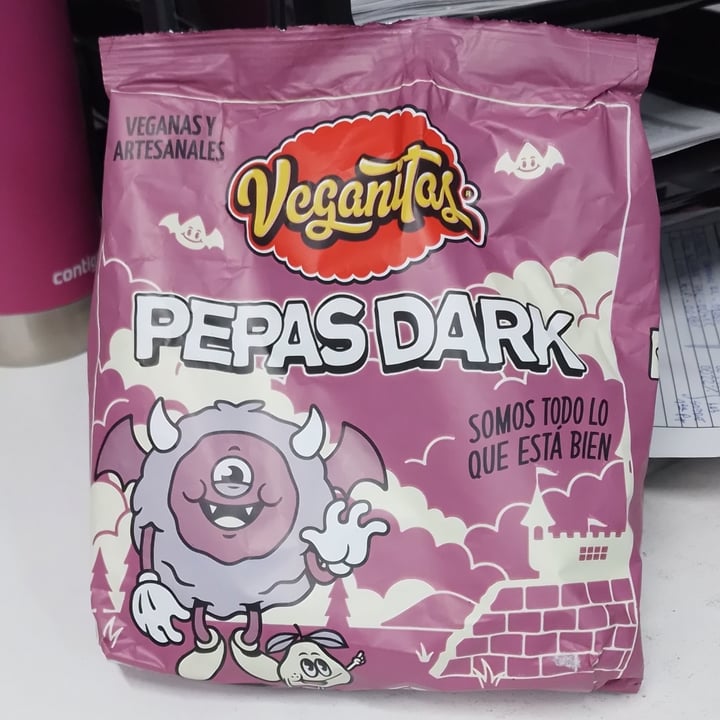 VEGANAS Y
ARTESANALES
Veganitas
PEPAS DARK
SOMOS TODO LO
QUE ESTÁ BIEN
contig